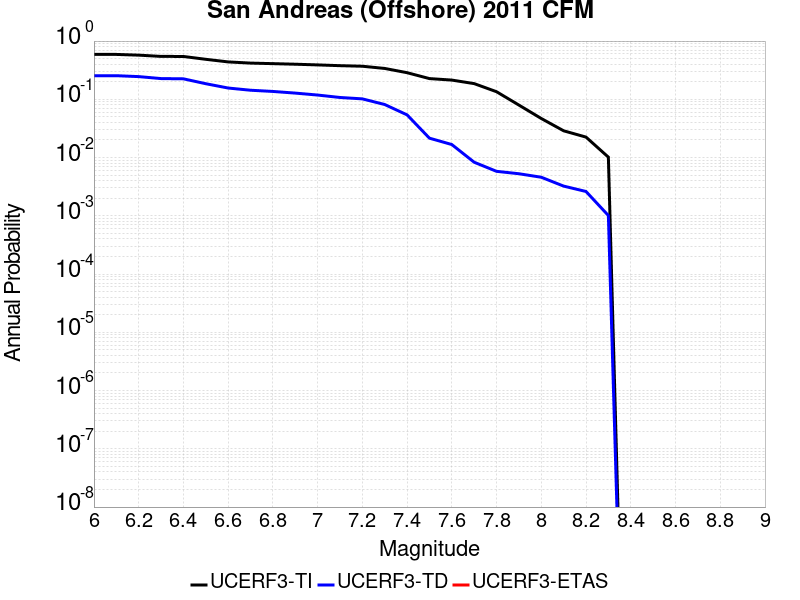 San Andreas (Offshore) 2011 CFM
10^0
10^-1
10^-2
10^-3
10^-4
10^-5
10^-6
10^-7
10^-8
Annual Probability
6 6.2 6.4 6.6 6.8 7 7.2 7.4 7.6 7.8 8 8.2 8.4 8.6 8.8 9
Magnitude
UCERF3-TI UCERF3-TD UCERF3-ETAS